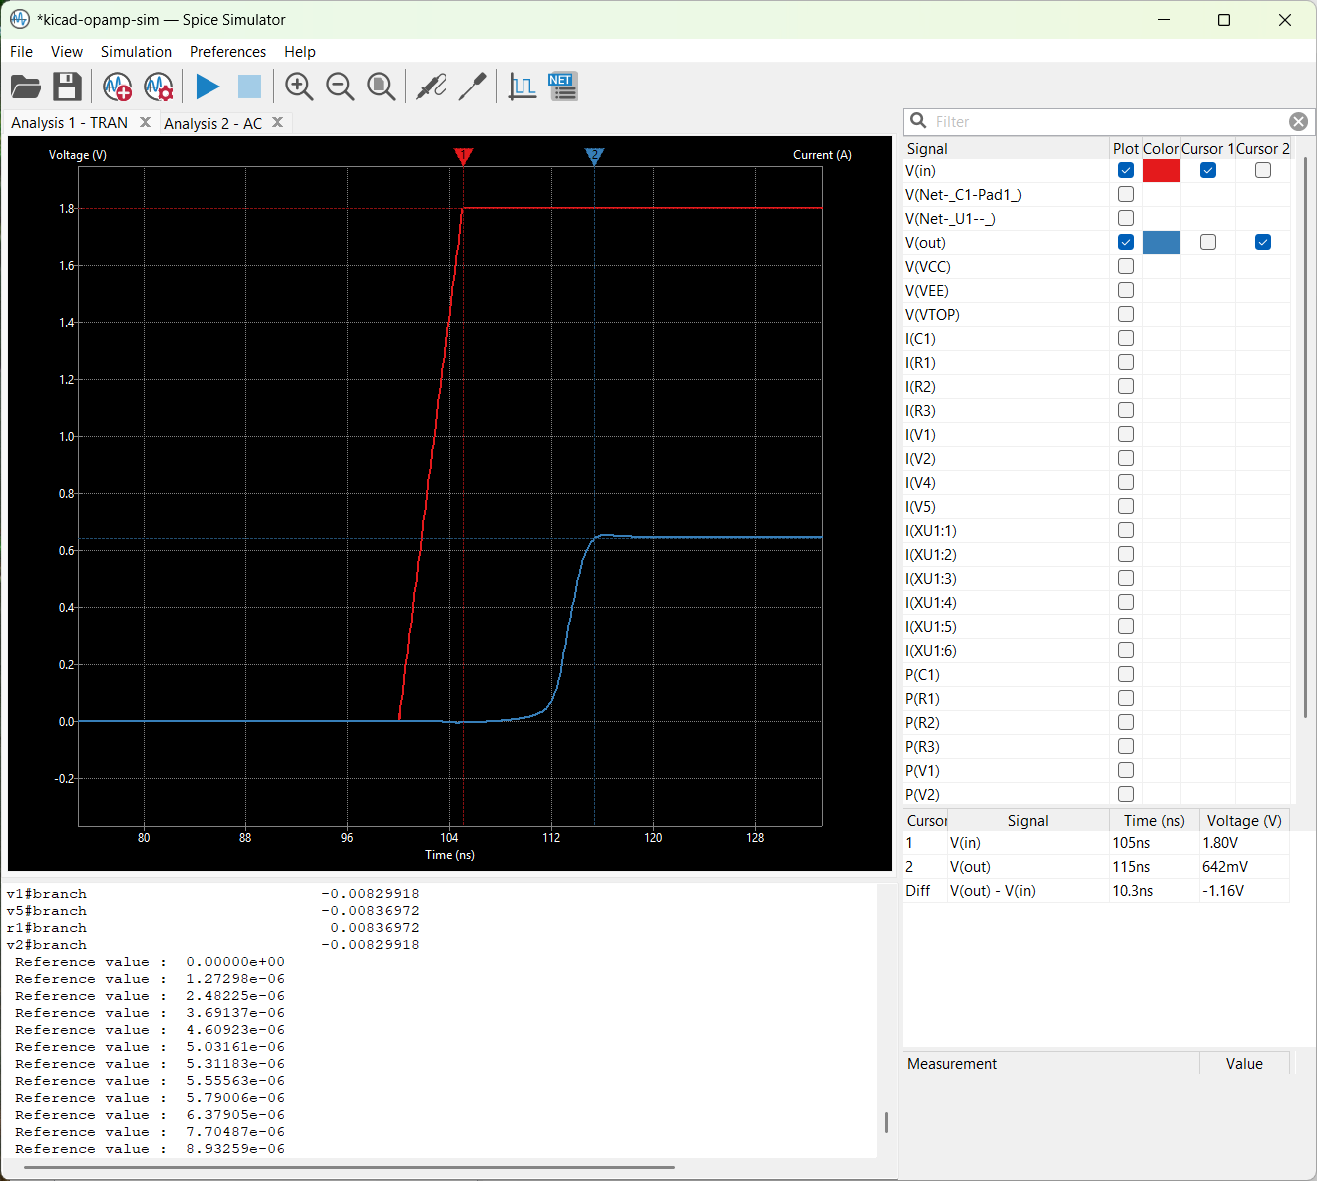 *kicad-opamp-sim — Spice Simulator
File View Simulation Preferences Help
NET
Analysis 1 - TRAN
Analysis 2 - AC
Voltage (V)
Current (A)
1
2
1.8
1.6
1.4
1.2
1.0
0.8
0.6
0.4
0.2
0.0
-0.2
80 88 96 104 112 120 128
Time (ns)
v1#branch -0.00829918
v5#branch -0.00836972
r1#branch 0.00836972
v2#branch -0.00829918
Reference value : 0.00000e+00
Reference value : 1.27298e-06
Reference value : 2.48225e-06
Reference value : 3.69137e-06
Reference value : 4.60923e-06
Reference value : 5.03161e-06
Reference value : 5.31183e-06
Reference value : 5.55563e-06
Reference value : 5.79006e-06
Reference value : 6.37905e-06
Reference value : 7.70487e-06
Reference value : 8.93259e-06
Filter
Signal Plot Color Cursor 1 Cursor 2
V(in)
V(Net-_C1-Pad1_)
V(Net-_U1--_)
V(out)
V(VCC)
V(VEE)
V(VTOP)
I(C1)
I(R1)
I(R2)
I(R3)
I(V1)
I(V2)
I(V4)
I(V5)
I(XU1:1)
I(XU1:2)
I(XU1:3)
I(XU1:4)
I(XU1:5)
I(XU1:6)
P(C1)
P(R1)
P(R2)
P(R3)
P(V1)
P(V2)
Cursor Signal Time (ns) Voltage (V)
1 V(in) 105ns 1.80V
2 V(out) 115ns 642mV
Diff V(out) - V(in) 10.3ns -1.16V
Measurement Value